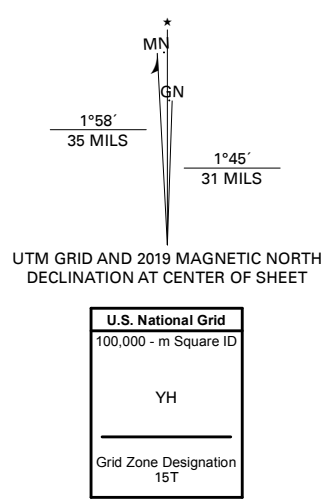 ★
MN
GN
1°58´
35 MILS
1°45´
31 MILS
UTM GRID AND 2019 MAGNETIC NORTH
DECLINATION AT CENTER OF SHEET
U.S. National Grid
100,000 - m Square ID
YH
Grid Zone Designation
15T